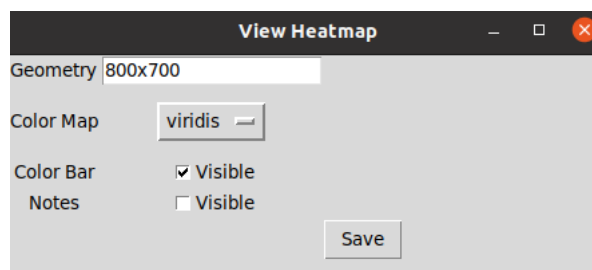 View Heatmap
Geometry 800x700
Color Map viridis
Color Bar Visible
Notes Visible
Save